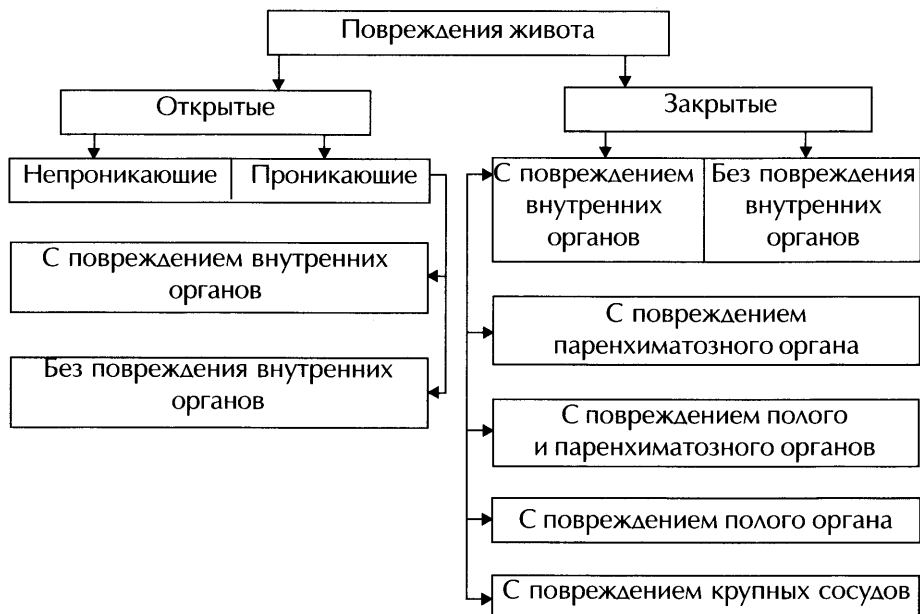 Повреждения живота
Открытые
Закрытые
Непроникающие
Проникающие
С повреждением
внутренних
органов
Без повреждения
внутренних
органов
С повреждением внутренних
органов
Без повреждения внутренних
органов
С повреждением
паренхиматозного органа
С повреждением полого
и паренхиматозного органов
С повреждением полого органа
С повреждением крупных сосудов